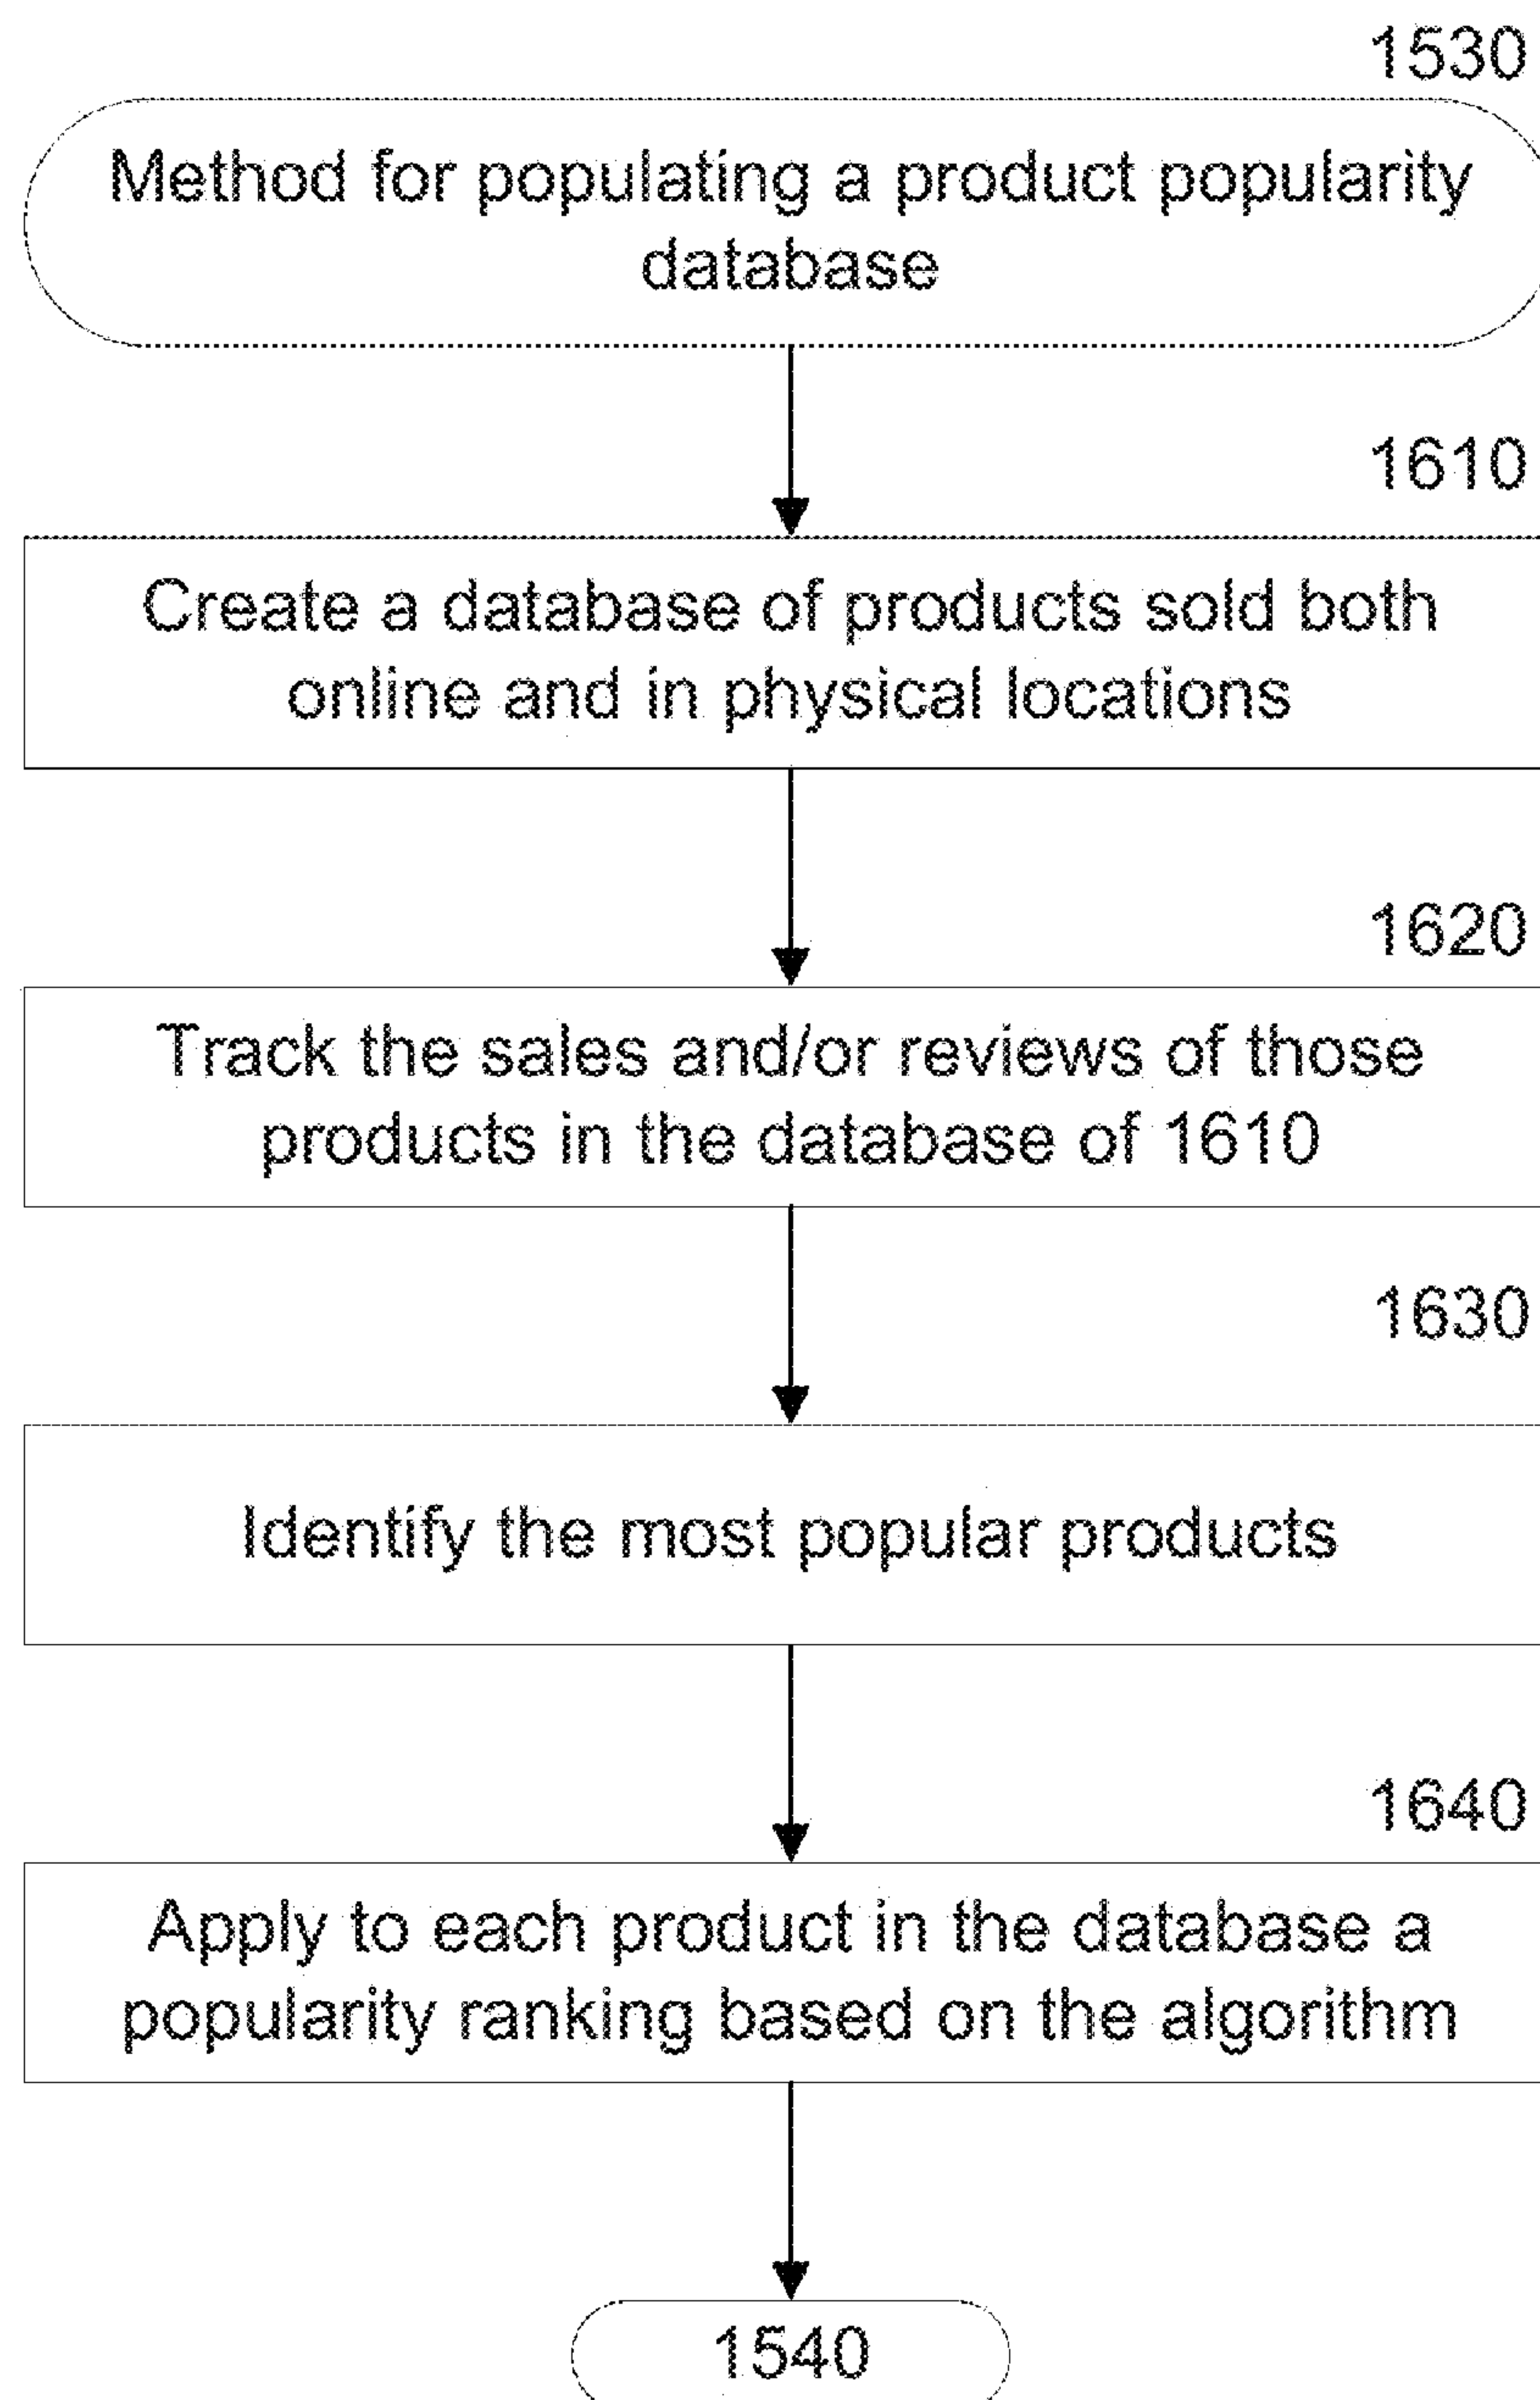 1530
Method for populating a product popularity
database
1610
Create a database of products sold both
online and in physical locations
1620
Track the sales and/or reviews of those
products in the database of 1610
1630
Identify the most popular products
1640
Apply to each product in the database a
popularity ranking based on the algorithm
1540